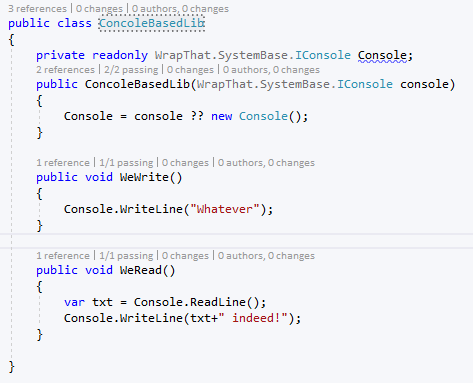 3 references | 0 changes | 0 authors, 0 changes
public class ConcoleBasedLib
{
private readonly WrapThat.SystemBase.IConsole Console;
2 references | 2/2 passing | 0 changes | 0 authors, 0 changes
public ConcoleBasedLib(WrapThat.SystemBase.IConsole console)
{
Console = console ?? new Console();
}
1 reference | 1/1 passing | 0 changes | 0 authors, 0 changes
public void WeWrite()
{
Console.WriteLine("Whatever");
}
1 reference | 1/1 passing | 0 changes | 0 authors, 0 changes
public void WeRead()
{
var txt = Console.ReadLine();
Console.WriteLine(txt+" indeed!");
}
}